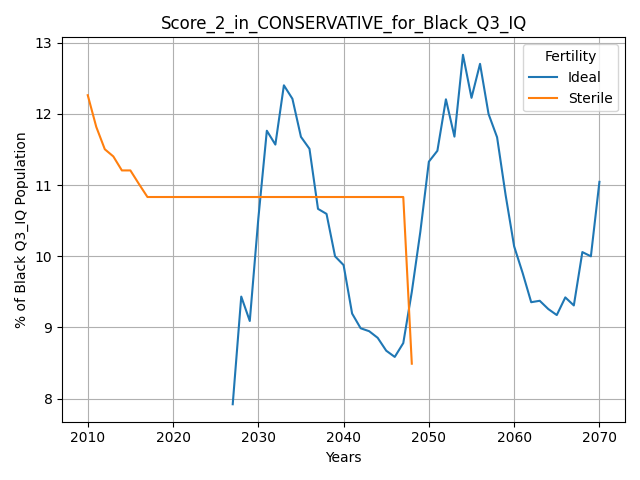 Score_2_in_CONSERVATIVE_for_Black_Q3_IQ
% of Black Q3_IQ Population
13
12
11
10
9
8
Fertility
Ideal
Sterile
2010 2020 2030 2040 2050 2060 2070
Years